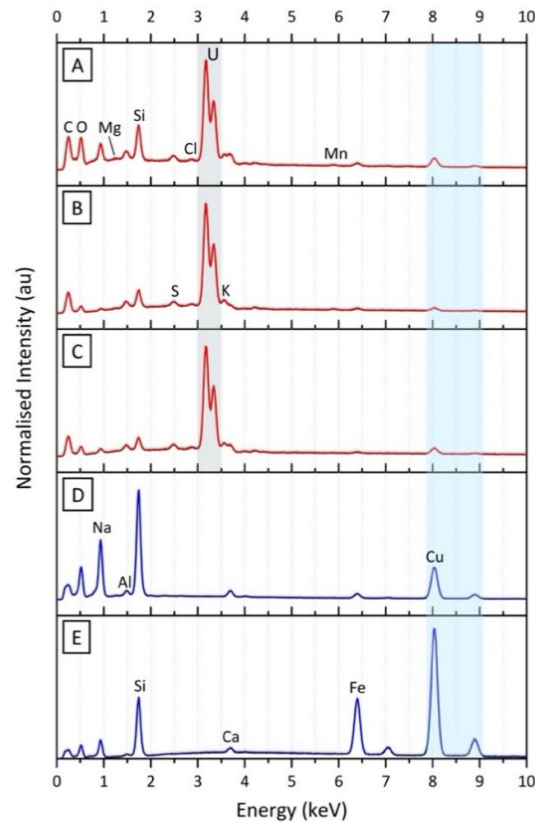 0 1 2 3 4 5 6 7 8 9 10
A
U
Si
C O Mg
Cl
Mn
B
S
K
C
D
Na
Al
Cu
E
Si
Fe
Ca
0 1 2 3 4 5 6 7 8 9 10
Energy (keV)
Normalised Intensity (au)